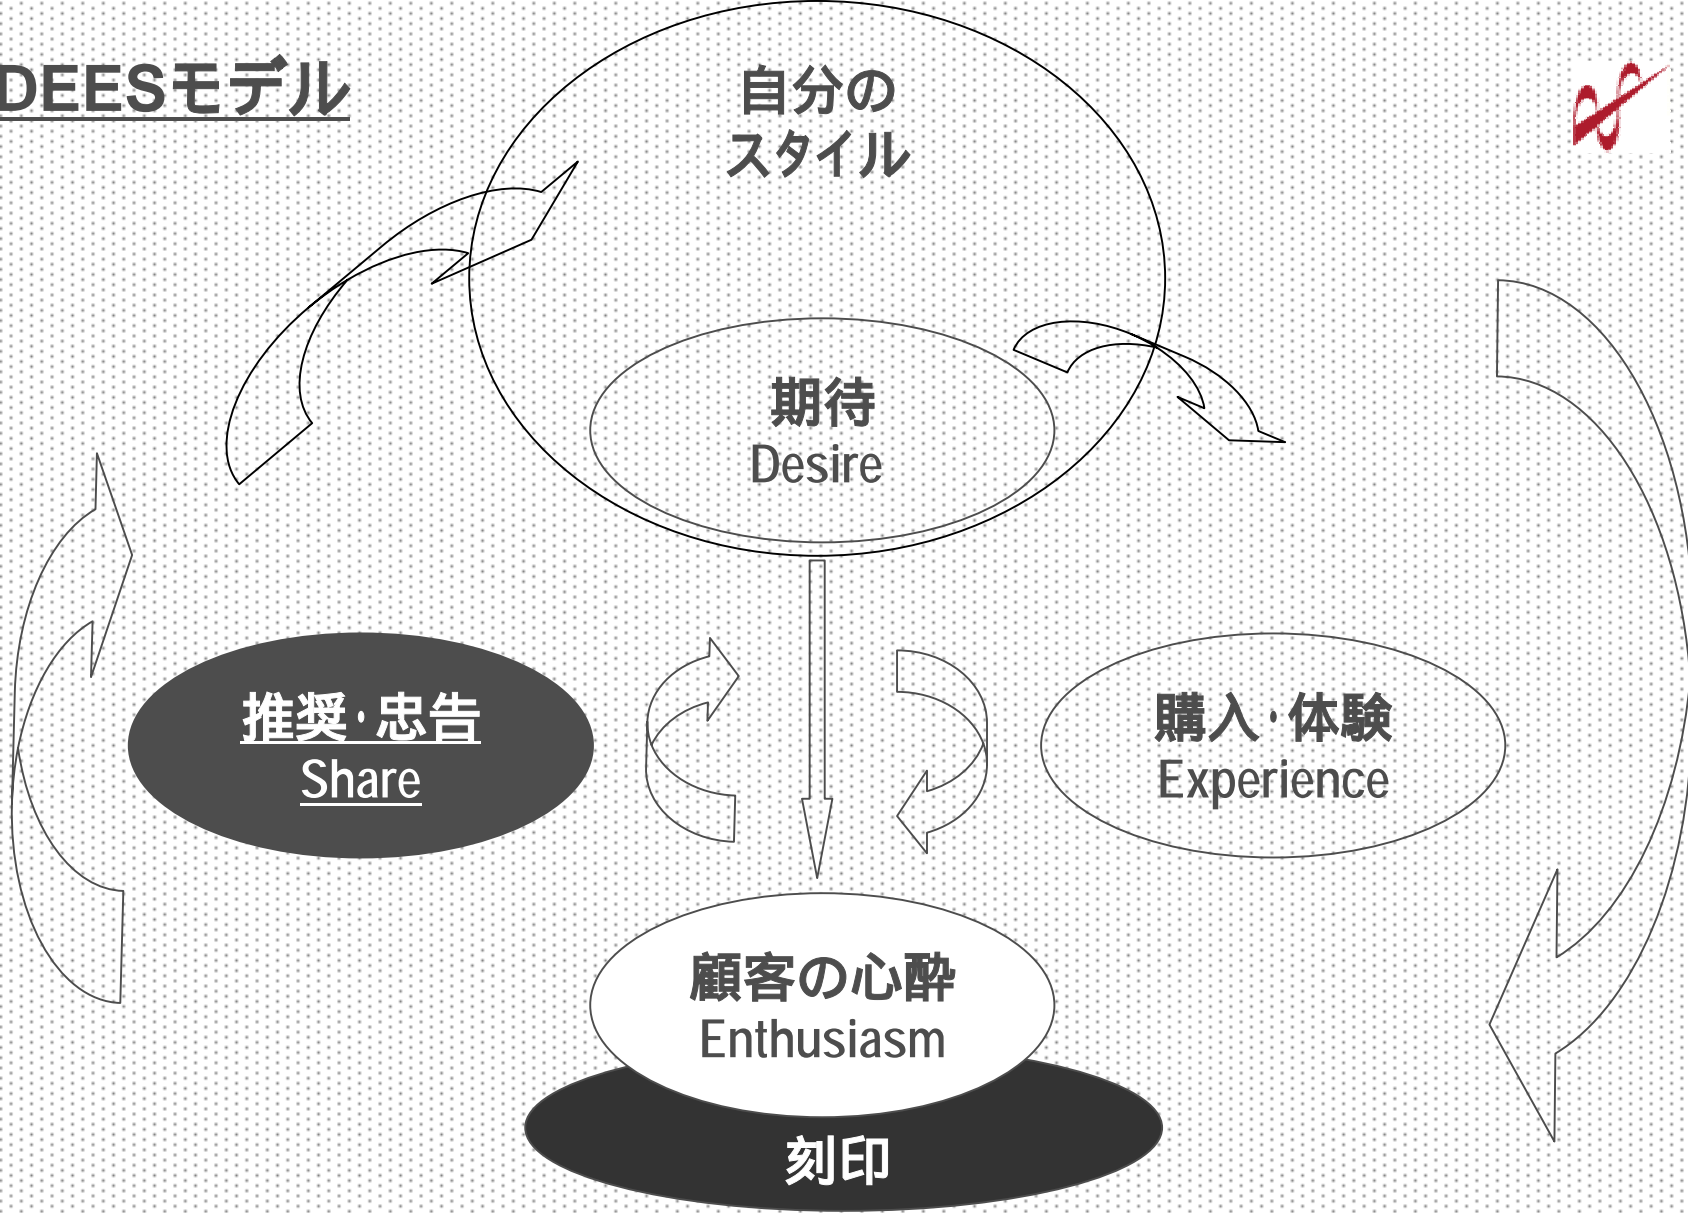 DEESモデル
自分の
スタイル
期待
Desire
推奨・忠告
Share
購入・体験
Experience
顧客の心酔
Enthusiasm
刻印